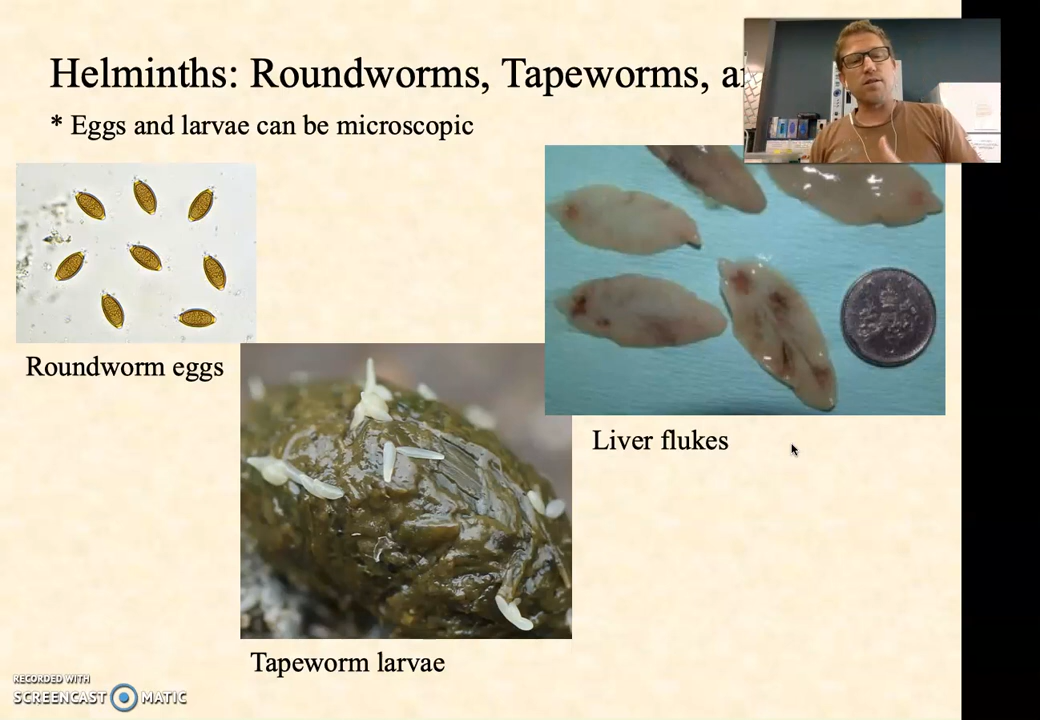 Helminths: Roundworms, Tapeworms,
* Eggs and larvae can be microscopic
Roundworm eggs
Liver flukes
Tapeworm larvae
RECORDED WITH
SCREENCAST MATIC